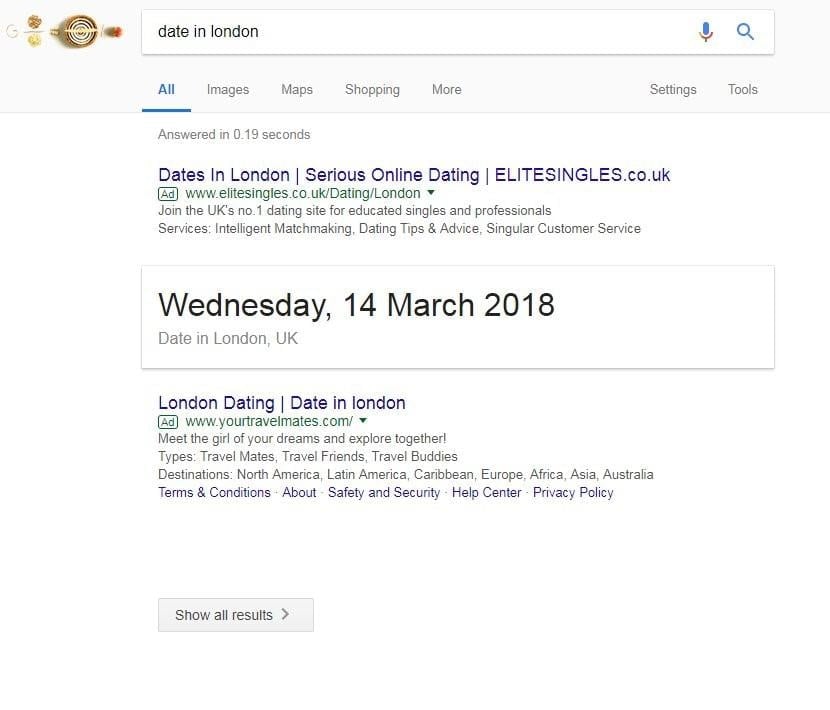 date in london
All Images Maps Shopping More Settings Tools
Answered in 0.19 seconds
Dates In London | Serious Online Dating | ELITESINGLES.co.uk
Ad www.elitesingles.co.uk/Dating/London
Join the UK's no.1 dating site for educated singles and professionals
Services: Intelligent Matchmaking, Dating Tips & Advice, Singular Customer Service
Wednesday, 14 March 2018
Date in London, UK
London Dating | Date in london
Ad www.yourtravelmates.com/
Meet the girl of your dreams and explore together!
Types: Travel Mates, Travel Friends, Travel Buddies
Destinations: North America, Latin America, Caribbean, Europe, Africa, Asia, Australia
Terms & Conditions · About · Safety and Security · Help Center · Privacy Policy
Show all results